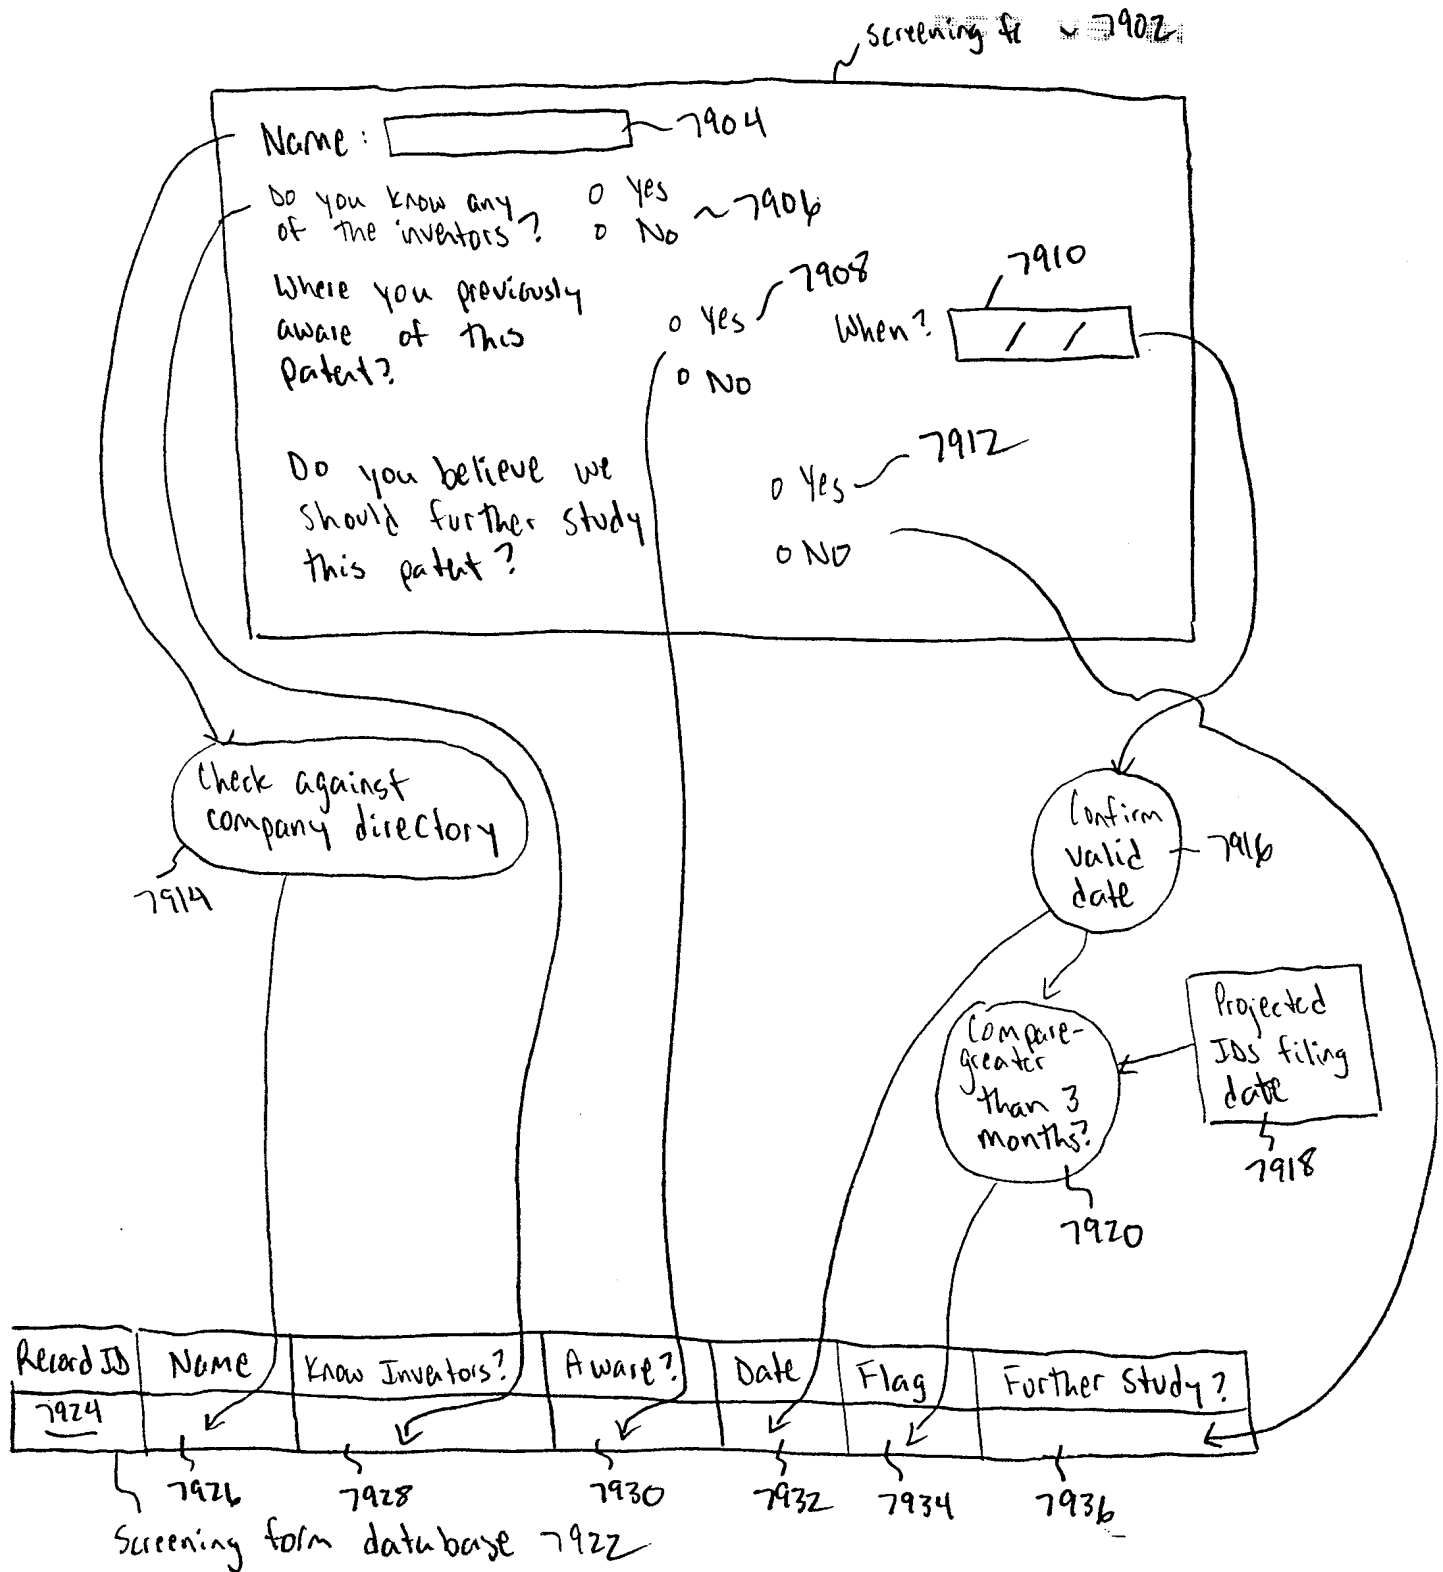 screening 7902
Name: 7904
Do you know any
of the inventors?
o Yes
o No
7906
Where you previously
aware of this
patent?
o Yes
o No
7908
When?
/ /
7910
Do you believe we
should further study
this patent?
o Yes
o No
7912
Check against
company directory
7914
Confirm
valid
date
7916
Compare-
greater
than 3
months?
7920
Projected
IDS filing
date
7918
Record ID Name Know Inventors? Aware? Date Flag Further Study?
7924
7926 7928 7930 7932 7934 7936
Screening form database 7922